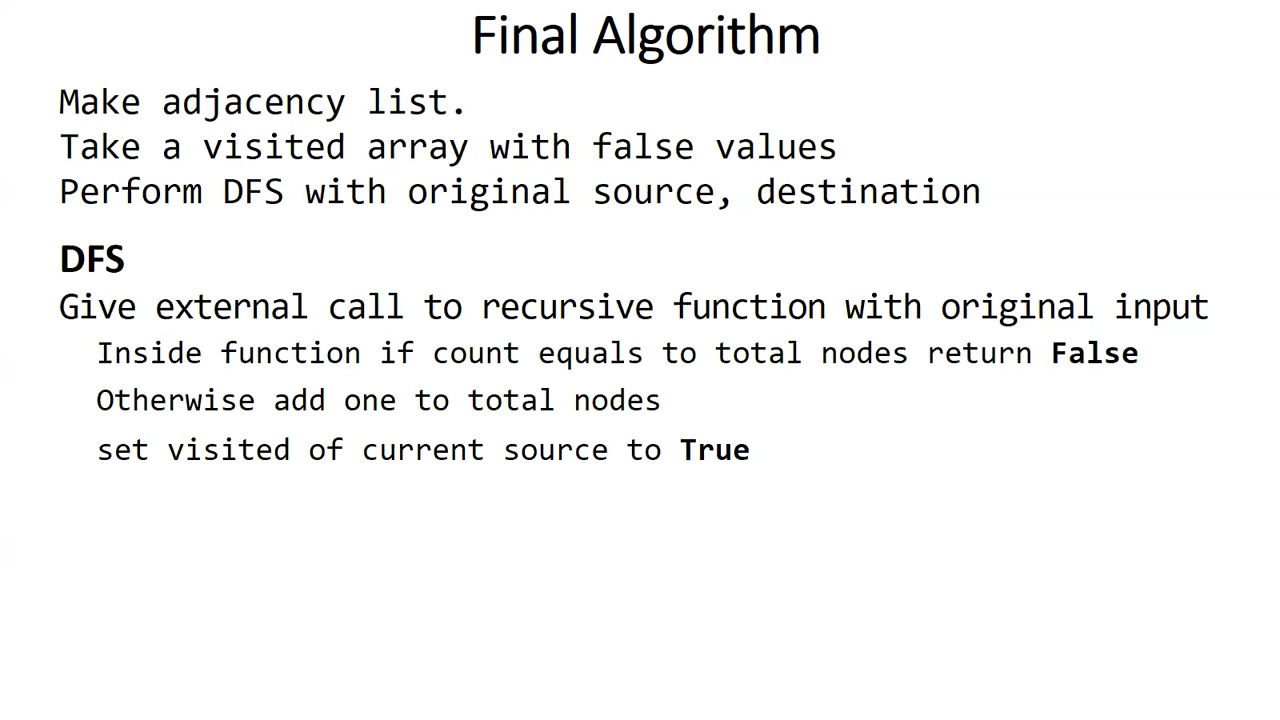 Final Algorithm
Make adjacency list.
Take a visited array with false values
Perform DFS with original source, destination
DFS
Give external call to recursive function with original input
Inside function if count equals to total nodes return False
Otherwise add one to total nodes
set visited of current source to True